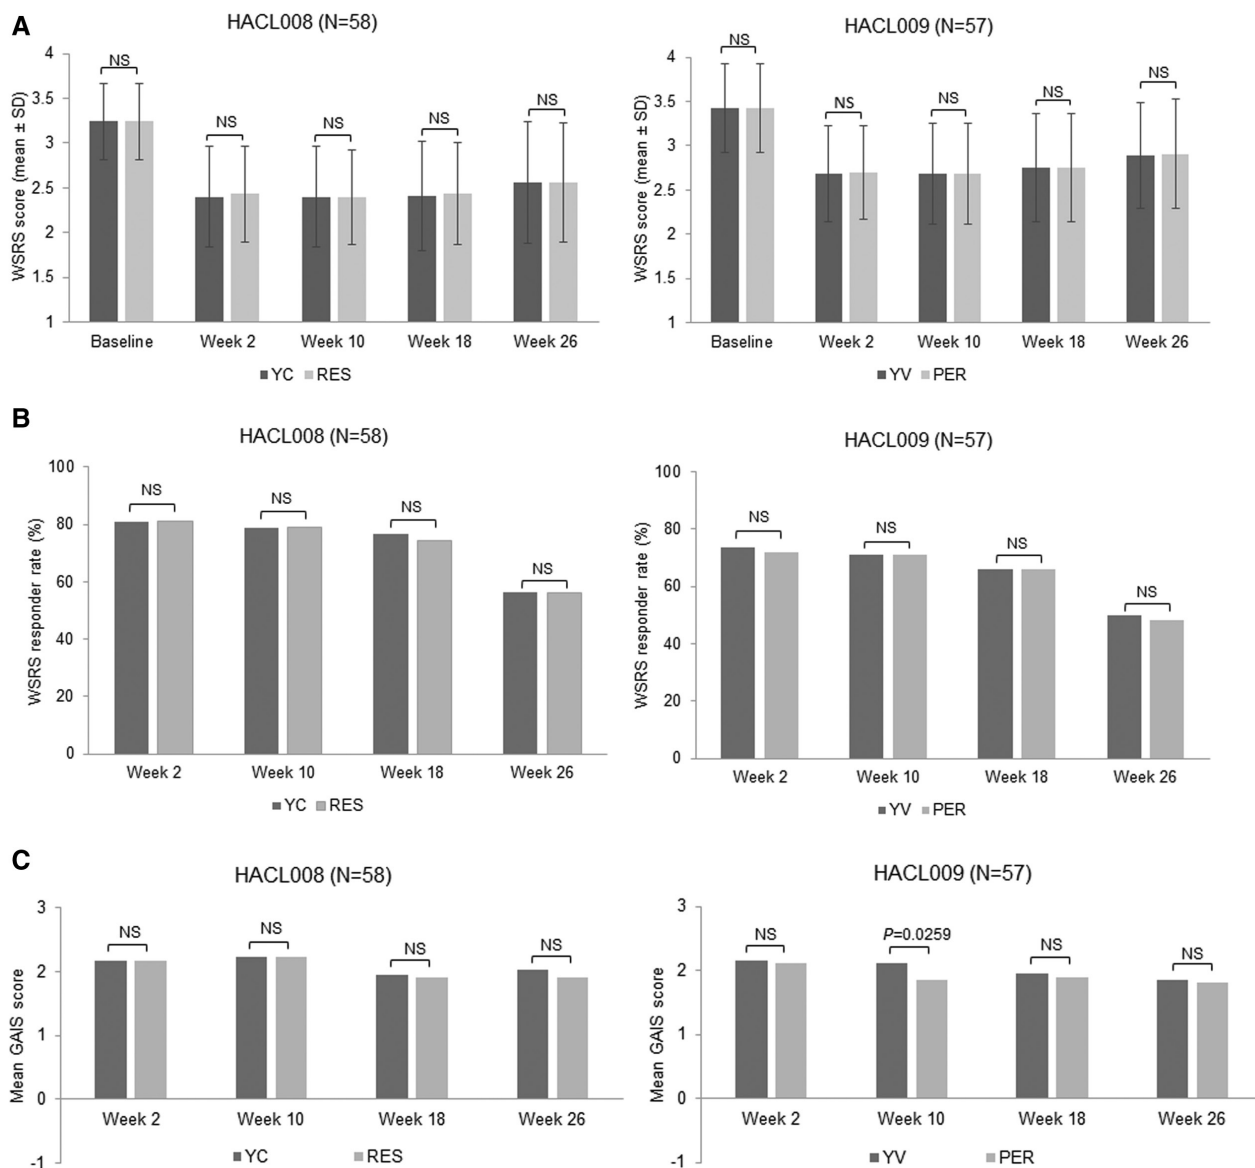 A
HACL008 (N=58)
WSRS score (mean ± SD)
4
3.5
3
2.5
2
1.5
1
NS
NS
NS
NS
NS
Baseline
Week 2
Week 10
Week 18
Week 26
YC RES
HACL009 (N=57)
WSRS score (mean ± SD)
4
3.5
3
2.5
2
1.5
1
NS
NS
NS
NS
NS
Baseline
Week 2
Week 10
Week 18
Week 26
YV PER
B
HACL008 (N=58)
WSRS responder rate (%)
100
80
60
40
20
0
NS
NS
NS
NS
Week 2
Week 10
Week 18
Week 26
YC RES
HACL009 (N=57)
WSRS responder rate (%)
100
80
60
40
20
0
NS
NS
NS
NS
Week 2
Week 10
Week 18
Week 26
YV PER
C
HACL008 (N=58)
Mean GAIS score
3
2
1
0
-1
NS
NS
NS
NS
Week 2
Week 10
Week 18
Week 26
YC RES
HACL009 (N=57)
Mean GAIS score
3
2
1
0
-1
NS
P=0.0259
NS
NS
Week 2
Week 10
Week 18
Week 26
YV PER